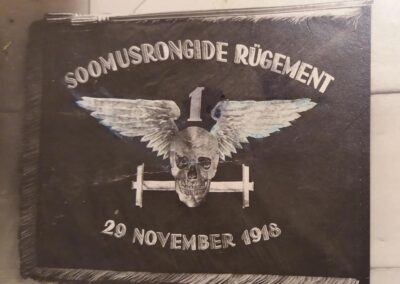 SOOMUSRONGIDE RÜGEMENT
1
29 NOVEMBER 1918